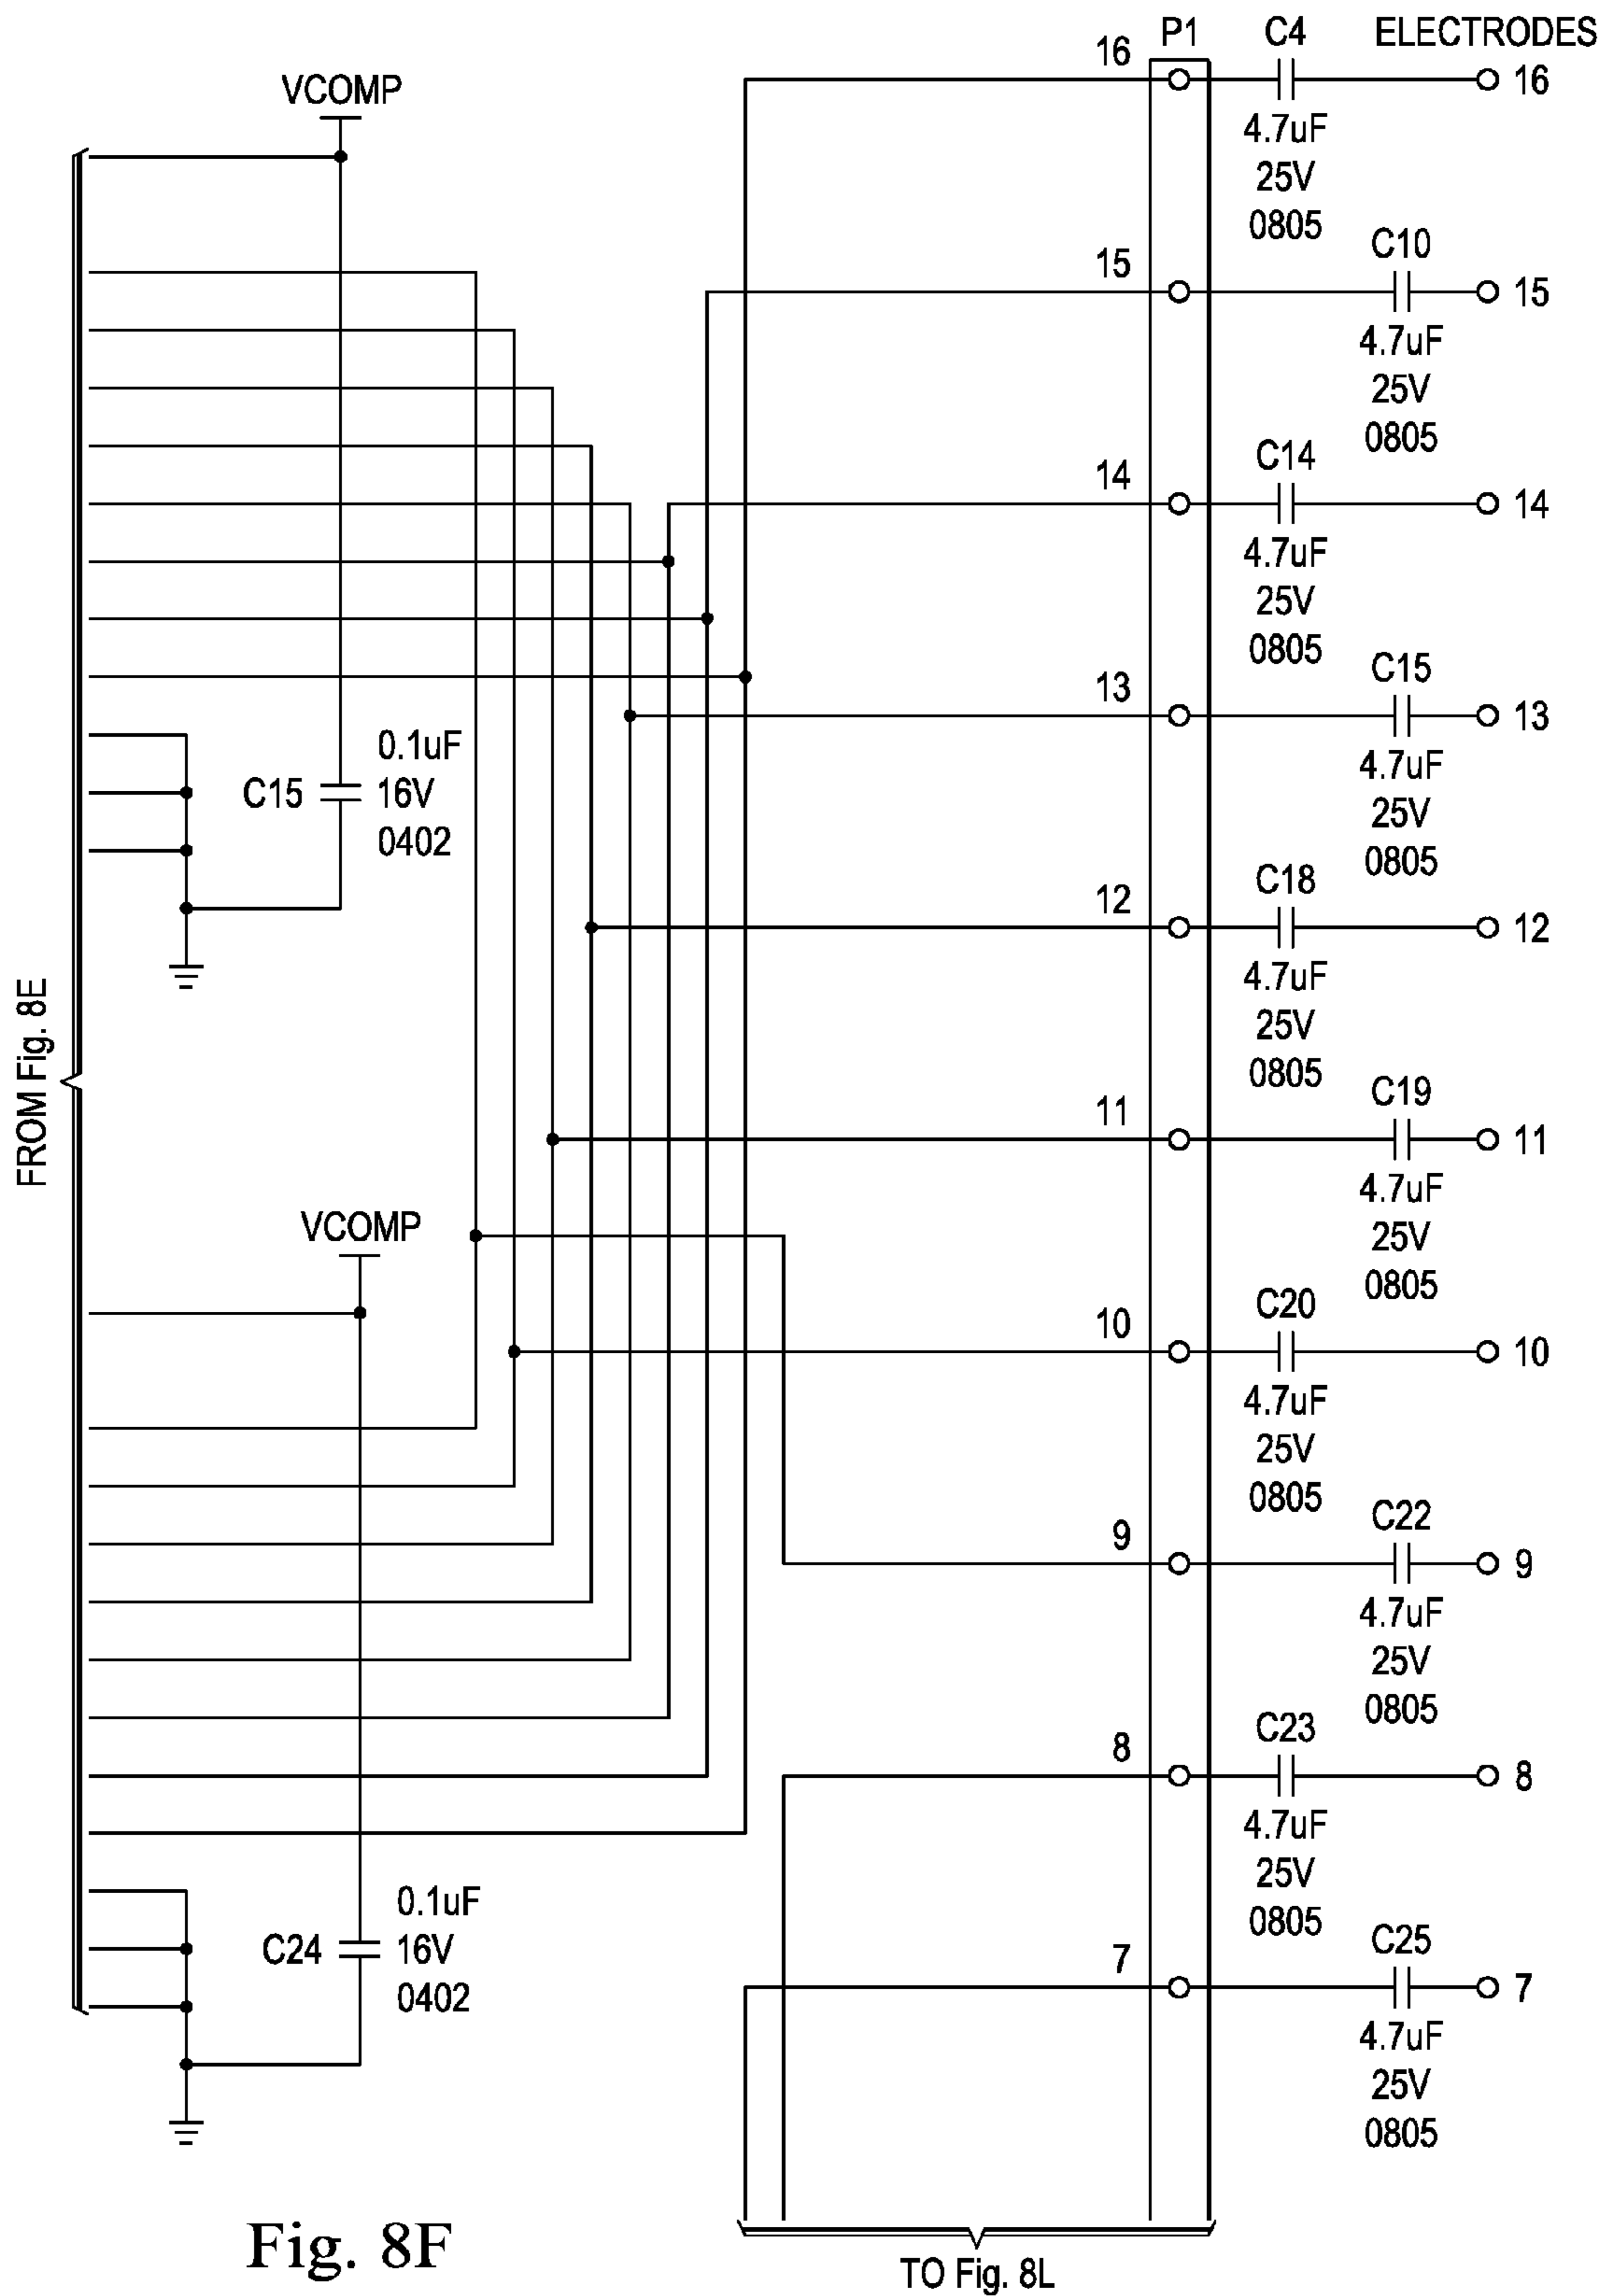 P1 C4 ELECTRODES
16 16
VCOMP
4.7uF
25V
0805
C10
15 15
4.7uF
25V
0805
C14
14 14
4.7uF
25V
0805
C15
13 13
4.7uF
25V
0805
0.1uF
C15 16V
0402
C18
12 12
4.7uF
25V
0805
FROM Fig. 8E
C19
11 11
4.7uF
25V
0805
VCOMP
C20
10 10
4.7uF
25V
0805
C22
9 9
4.7uF
25V
0805
C23
8 8
4.7uF
25V
0805
0.1uF
C24 16V
0402
C25
7 7
4.7uF
25V
0805
Fig. 8F
TO Fig. 8L